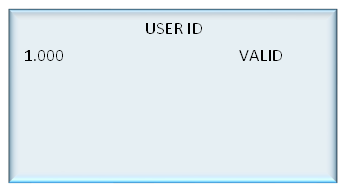 USER ID
1.000 VALID